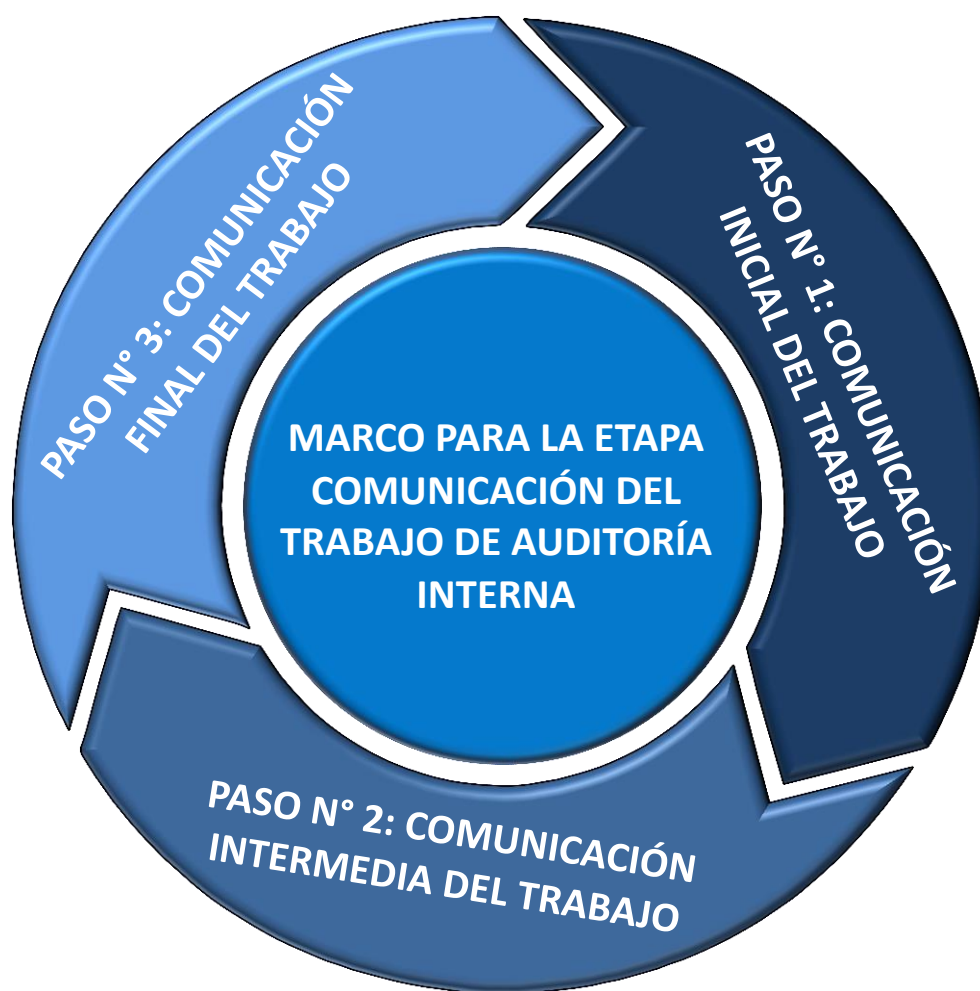 MARCO PARA LA ETAPA
COMUNICACIÓN DEL
TRABAJO DE AUDITORÍA
INTERNA
PASO N° 1: COMUNICACIÓN
INICIAL DEL TRABAJO
PASO N° 2: COMUNICACIÓN
INTERMEDIA DEL TRABAJO
PASO N° 3: COMUNICACIÓN
FINAL DEL TRABAJO